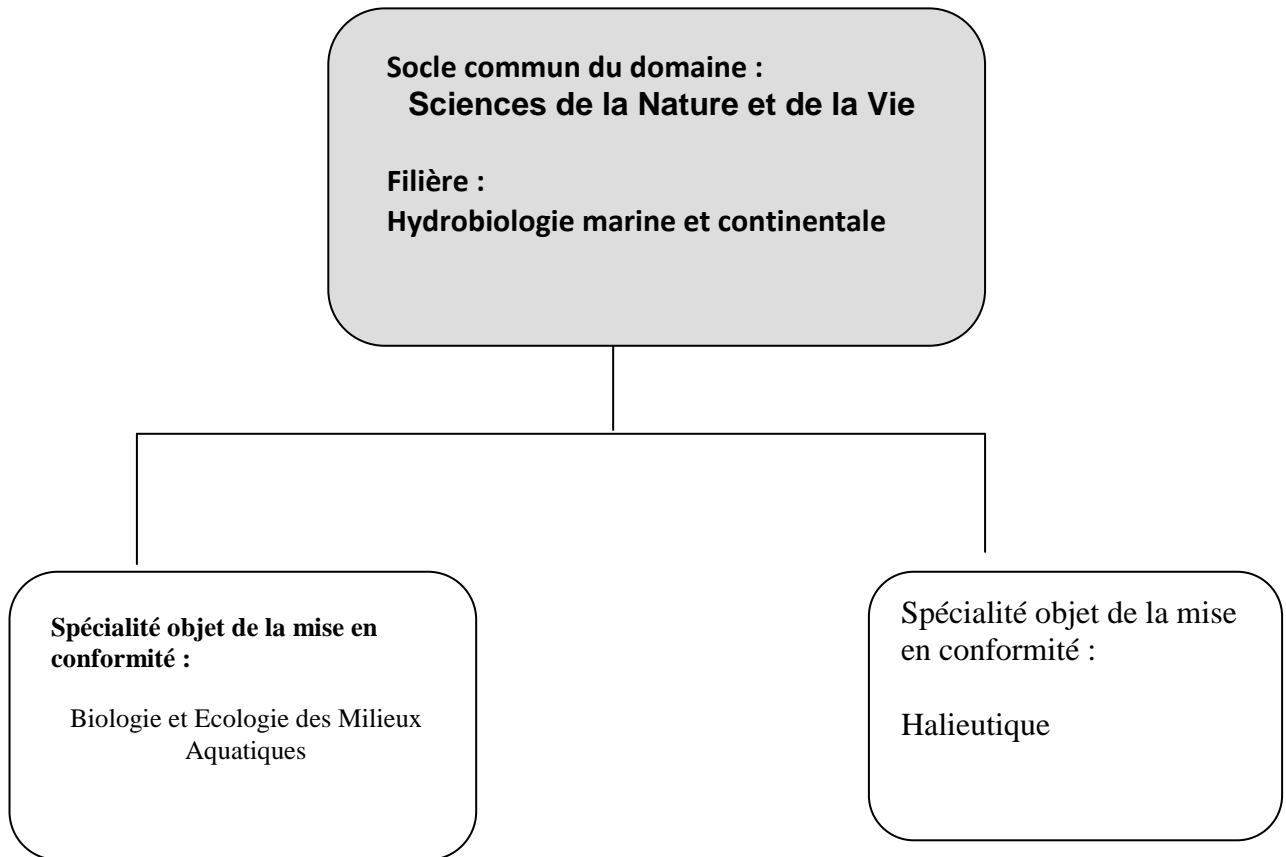 Socle commun du domaine :
Sciences de la Nature et de la Vie
Filière :
Hydrobiologie marine et continentale
Spécialité objet de la mise en
conformité :
Biologie et Ecologie des Milieux
Aquatiques
Spécialité objet de la mise
en conformité :
Halieutique